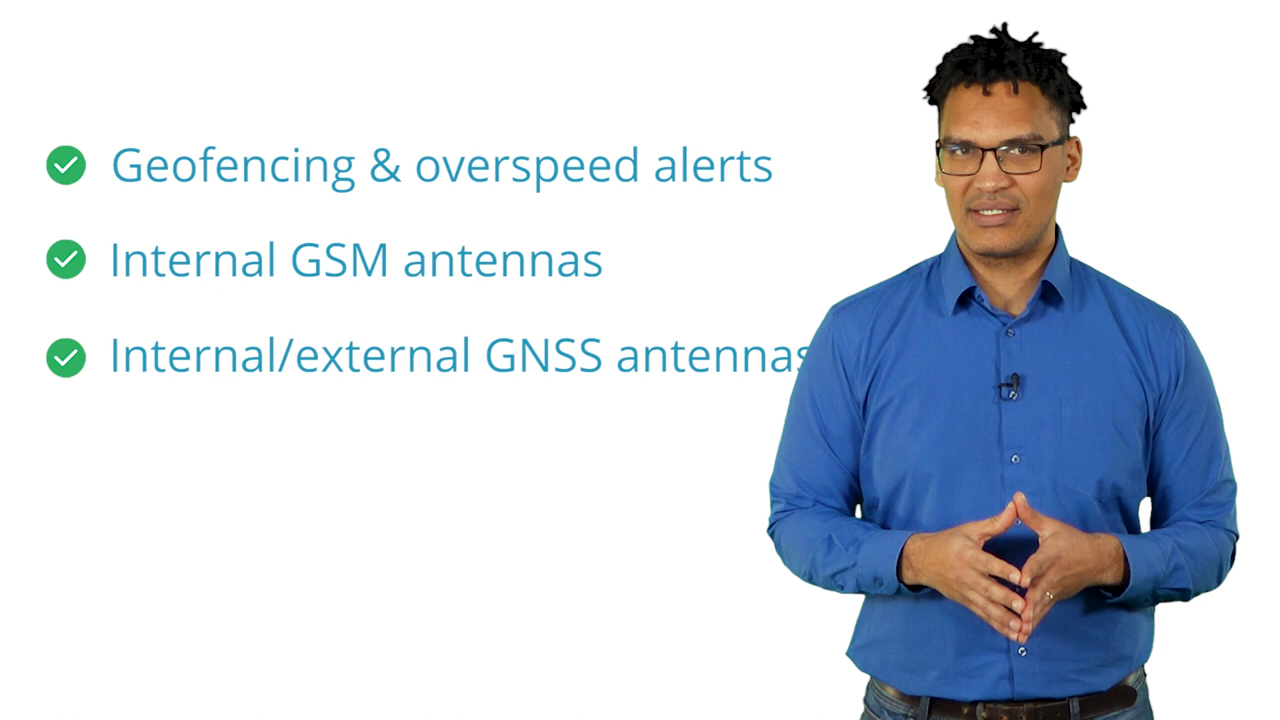 Geofencing & overspeed alerts
Internal GSM antennas
Internal/external GNSS antennas